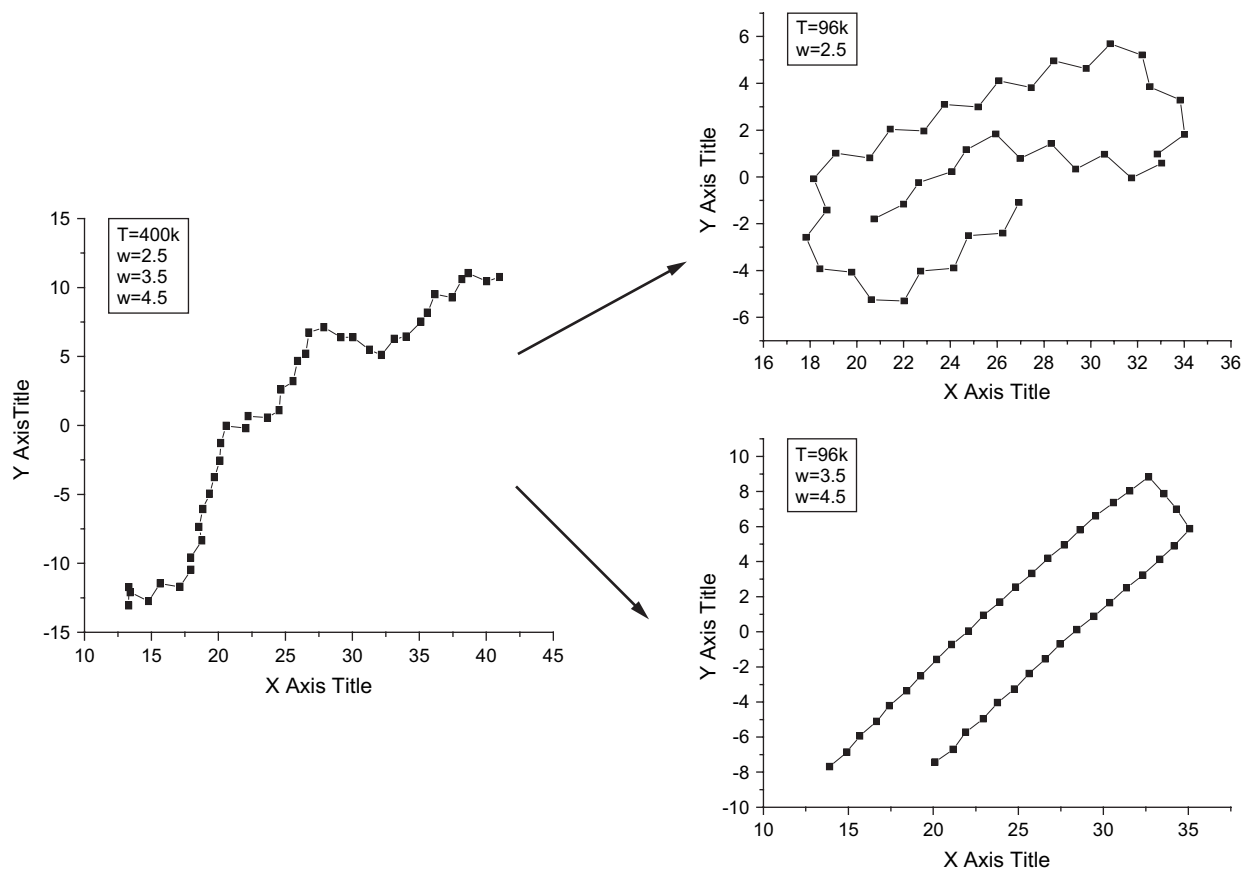 15
10
5
0
-5
-10
-15
10 15 20 25 30 35 40 45
X Axis Title
Y AxisTitle
T=400k
w=2.5
w=3.5
w=4.5
6
4
2
0
-2
-4
-6
16 18 20 22 24 26 28 30 32 34 36
X Axis Title
Y Axis Title
T=96k
w=2.5
10
8
6
4
2
0
-2
-4
-6
-8
-10
10 15 20 25 30 35
X Axis Title
Y Axis Title
T=96k
w=3.5
w=4.5